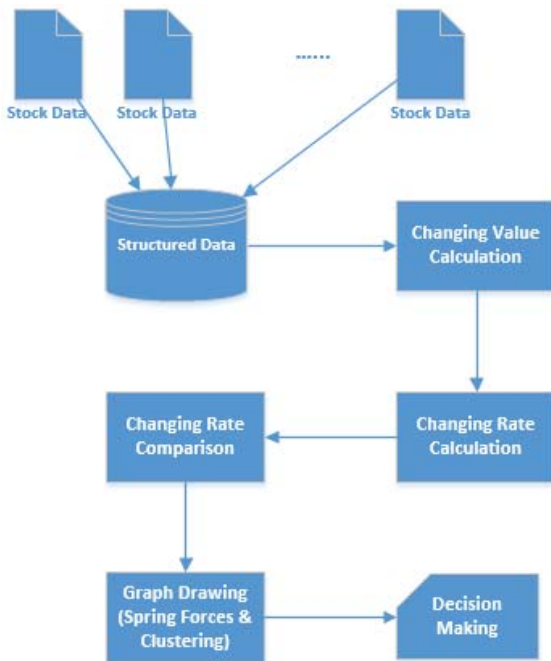 ......
Stock Data
Stock Data
Stock Data
Structured Data
Changing Value
Calculation
Changing Rate
Comparison
Changing Rate
Calculation
Graph Drawing
(Spring Forces &
Clustering)
Decision
Making